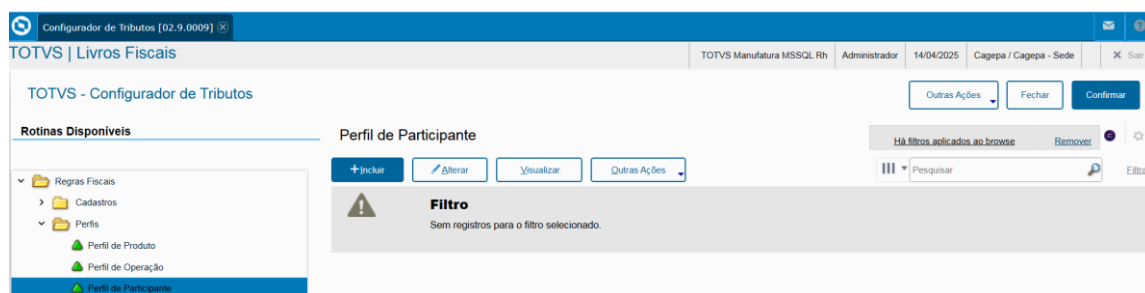 Configurador de Tributos [02.9.0009]
TOTVS | Livros Fiscais
TOTVS Manufatura MSSQL Rh Administrador 14/04/2025 Cagepa / Cagepa - Sede X Sair
TOTVS - Configurador de Tributos
Outras Ações Fechar Confirmar
Rotinas Disponíveis
Perfil de Participante
Há filtros aplicados ao browse Remover
+Incluir Alterar Visualizar Outras Ações
Pesquisar
Filtra
Regras Fiscais
Cadastros
Perfis
Perfil de Produto
Perfil de Operação
Perfil de Participante
Filtro
Sem registros para o filtro selecionado.